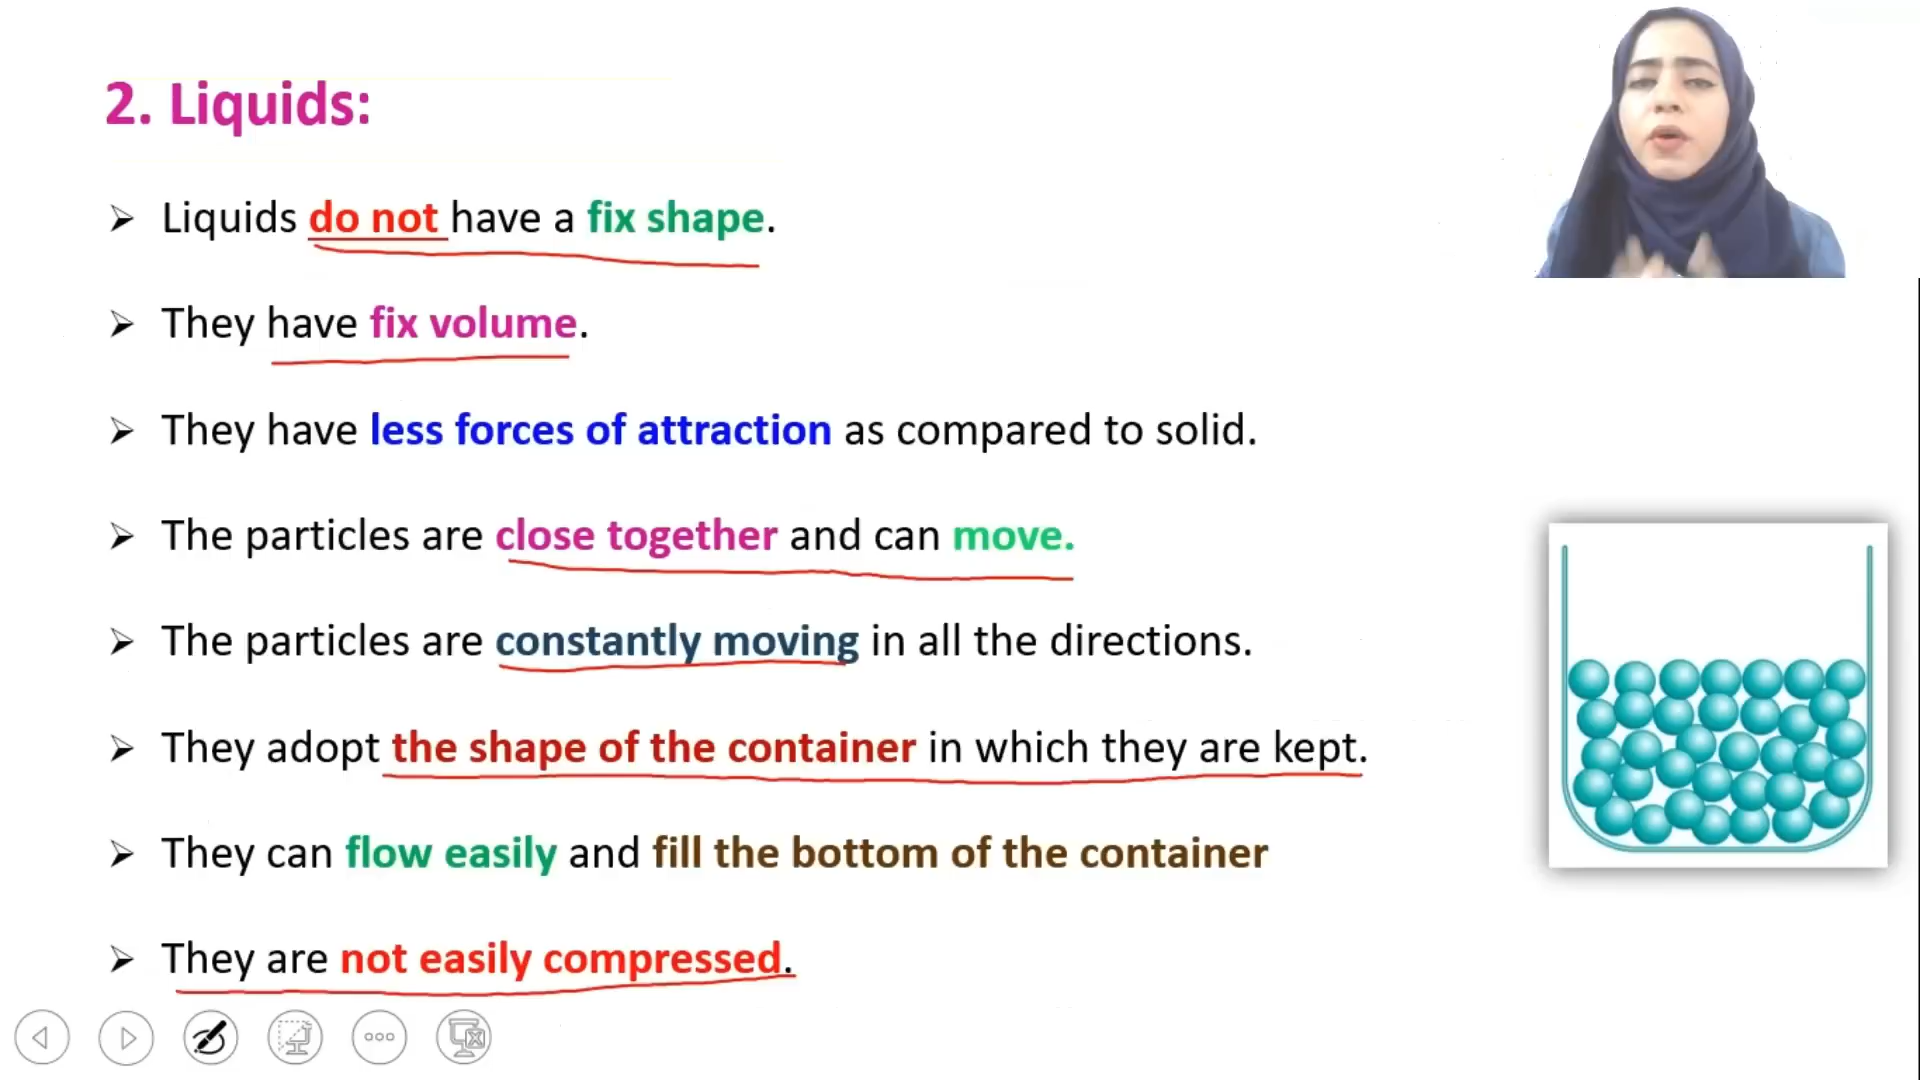 2. Liquids:
➢ Liquids do not have a fix shape.
➢ They have fix volume.
➢ They have less forces of attraction as compared to solid.
➢ The particles are close together and can move.
➢ The particles are constantly moving in all the directions.
➢ They adopt the shape of the container in which they are kept.
➢ They can flow easily and fill the bottom of the container
➢ They are not easily compressed.